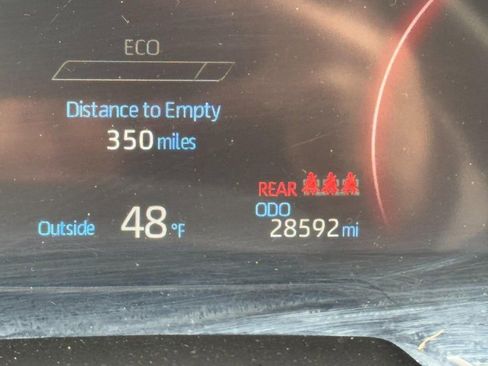 ECO
Distance to Empty
350 miles
REAR
ODO
Outside 48°F
28592 mi